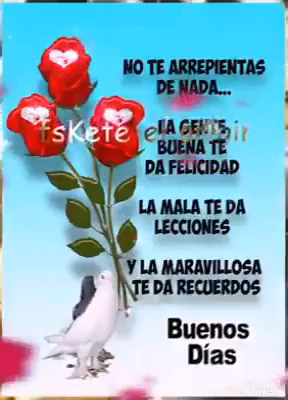 NO TE ARREPIENTAS
DE NADA...
LA GENTE
BUENA TE
DA FELICIDAD
LA MALA TE DA
LECCIONES
Y LA MARAVILLOSA
TE DA RECUERDOS
Buenos
Días